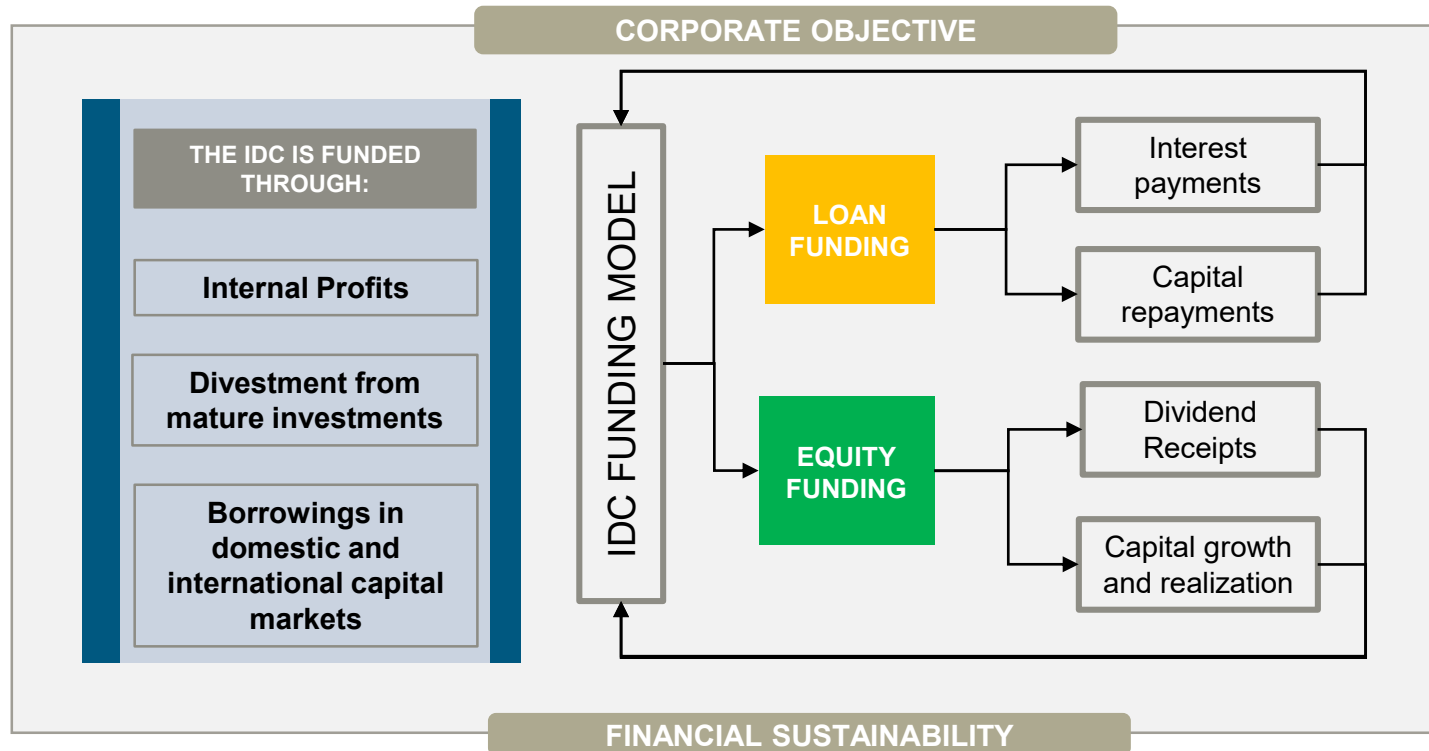 CORPORATE OBJECTIVE
THE IDC IS FUNDED
THROUGH:
Internal Profits
Divestment from
mature investments
Borrowings in
domestic and
international capital
markets
IDC FUNDING MODEL
LOAN
FUNDING
EQUITY
FUNDING
Interest
payments
Capital
repayments
Dividend
Receipts
Capital growth
and realization
FINANCIAL SUSTAINABILITY